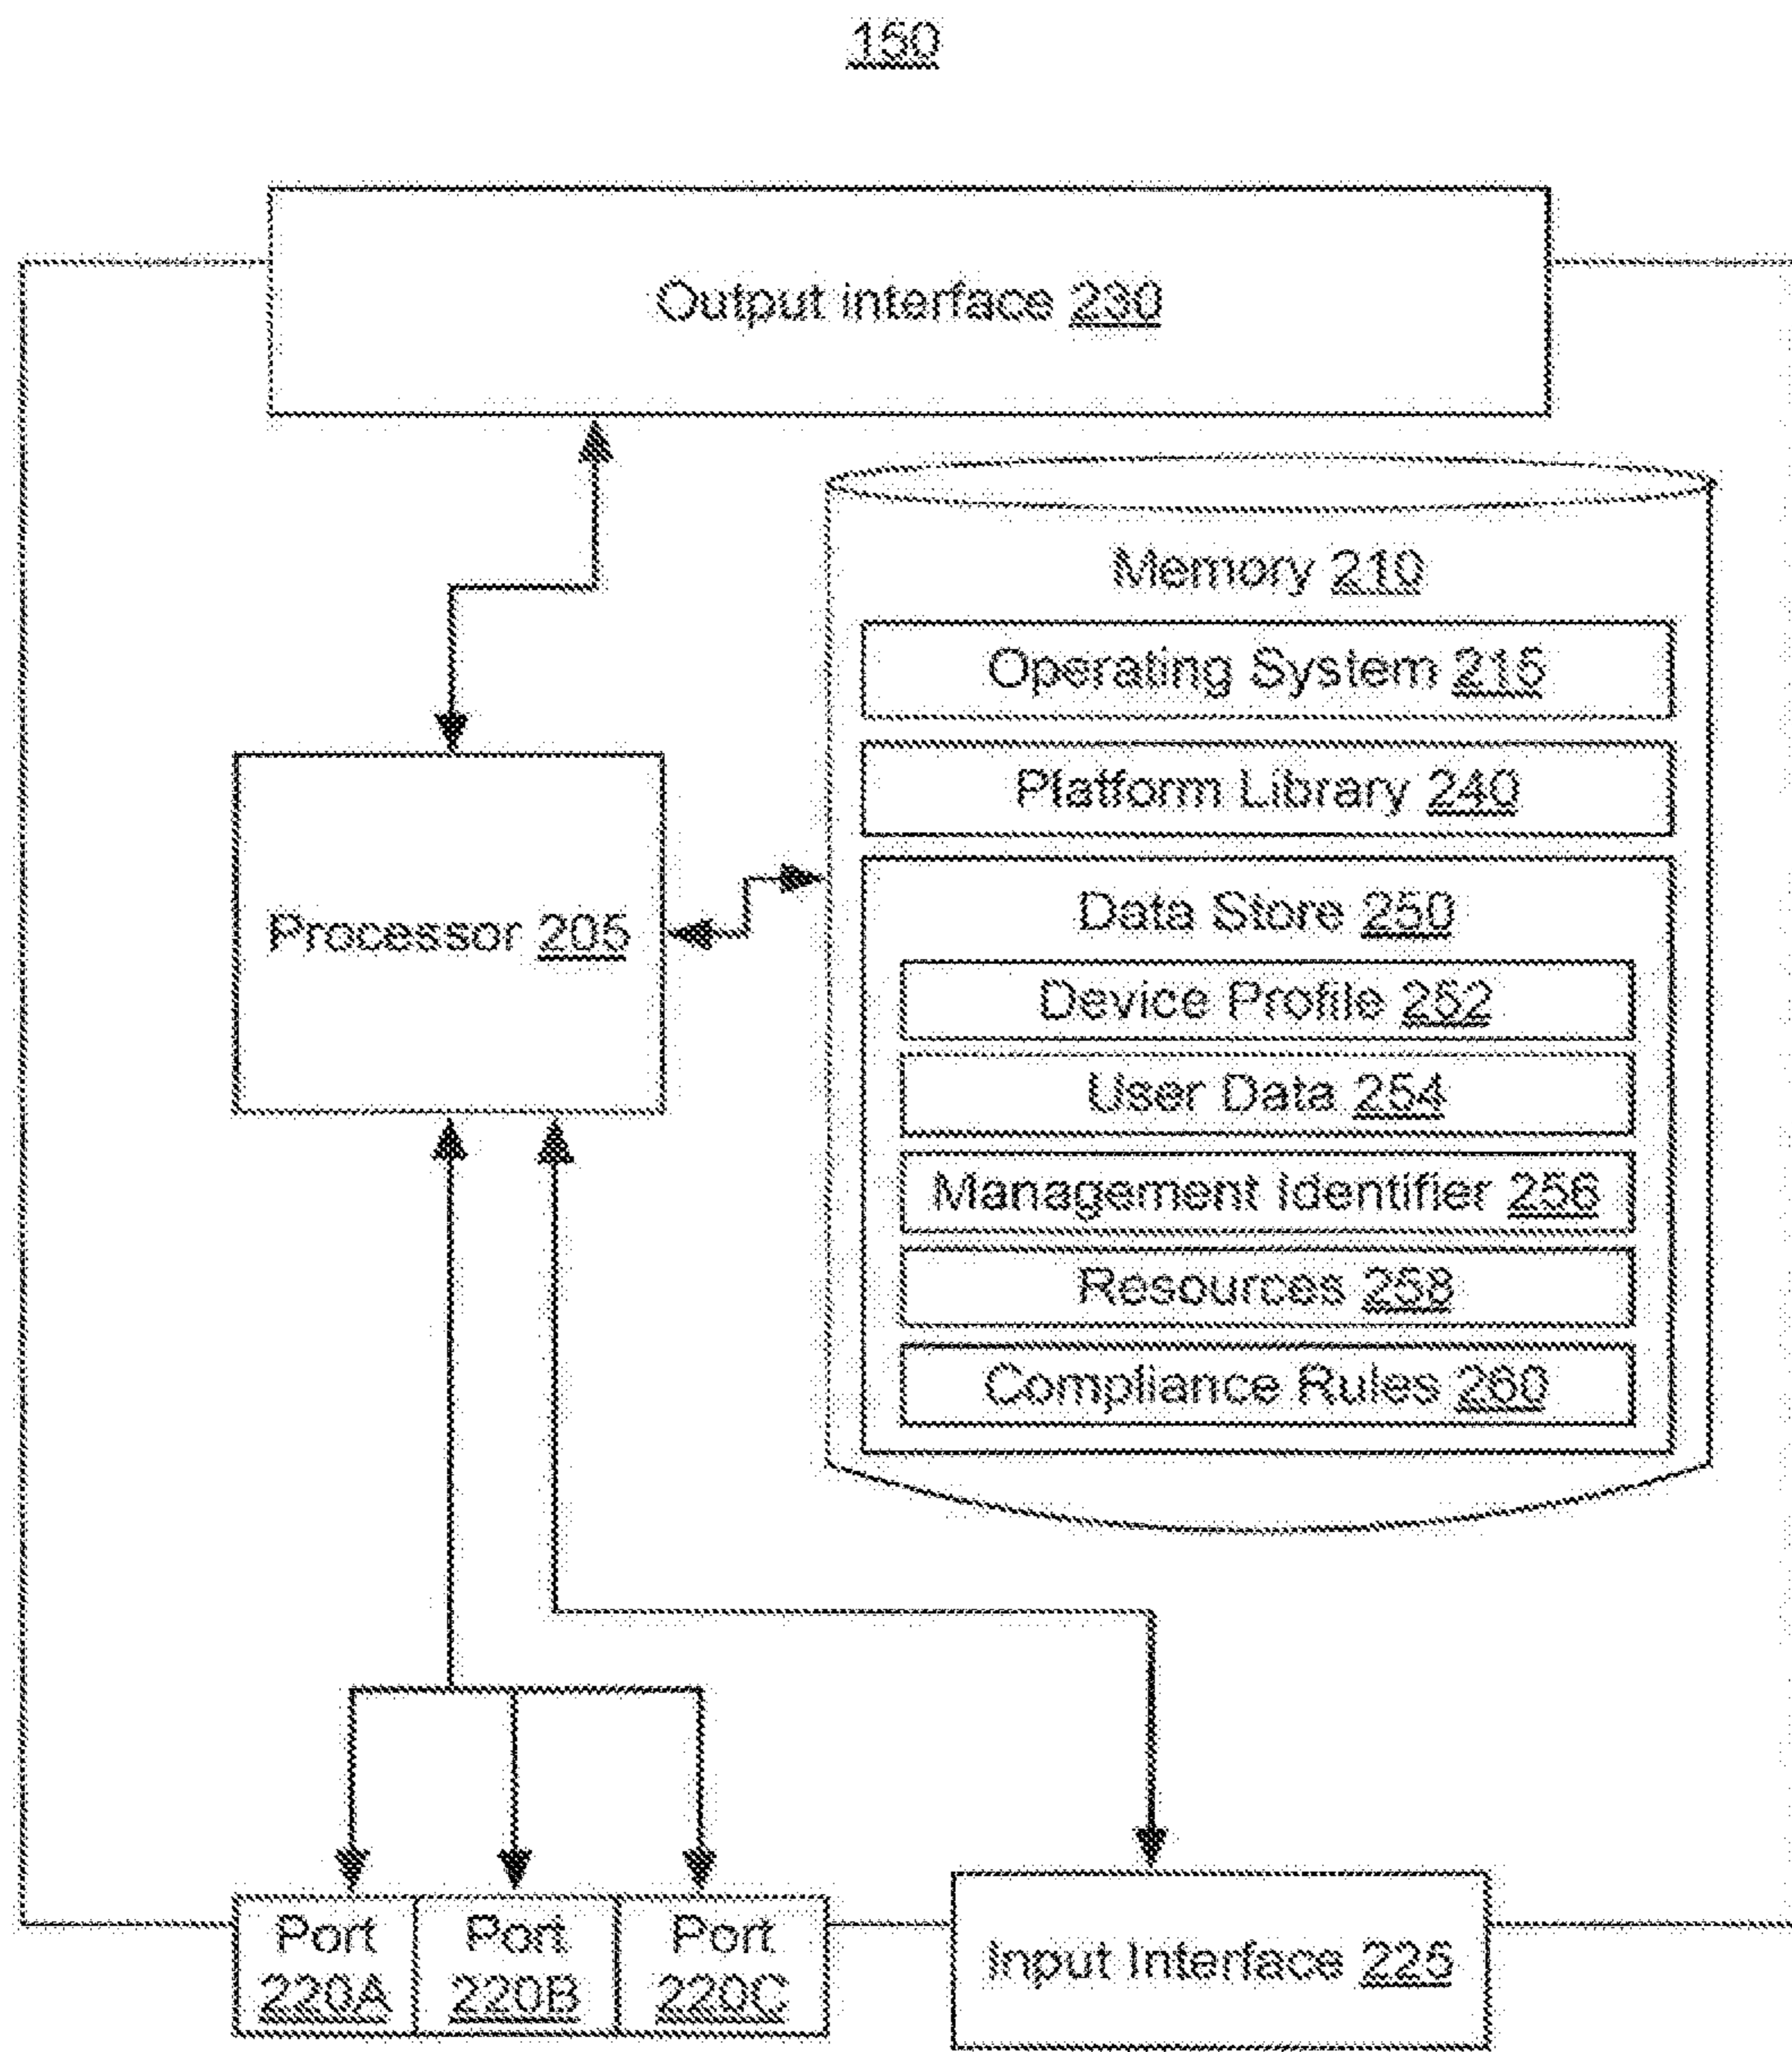 150
Output interface 230
Memory 210
Operating System 215
Platform Library 240
Processor 205
Data Store 250
Device Profile 252
User Data 254
Management Identifier 256
Resources 258
Compliance Rules 260
Port
220A
Port
220B
Port
220C
Input Interface 225